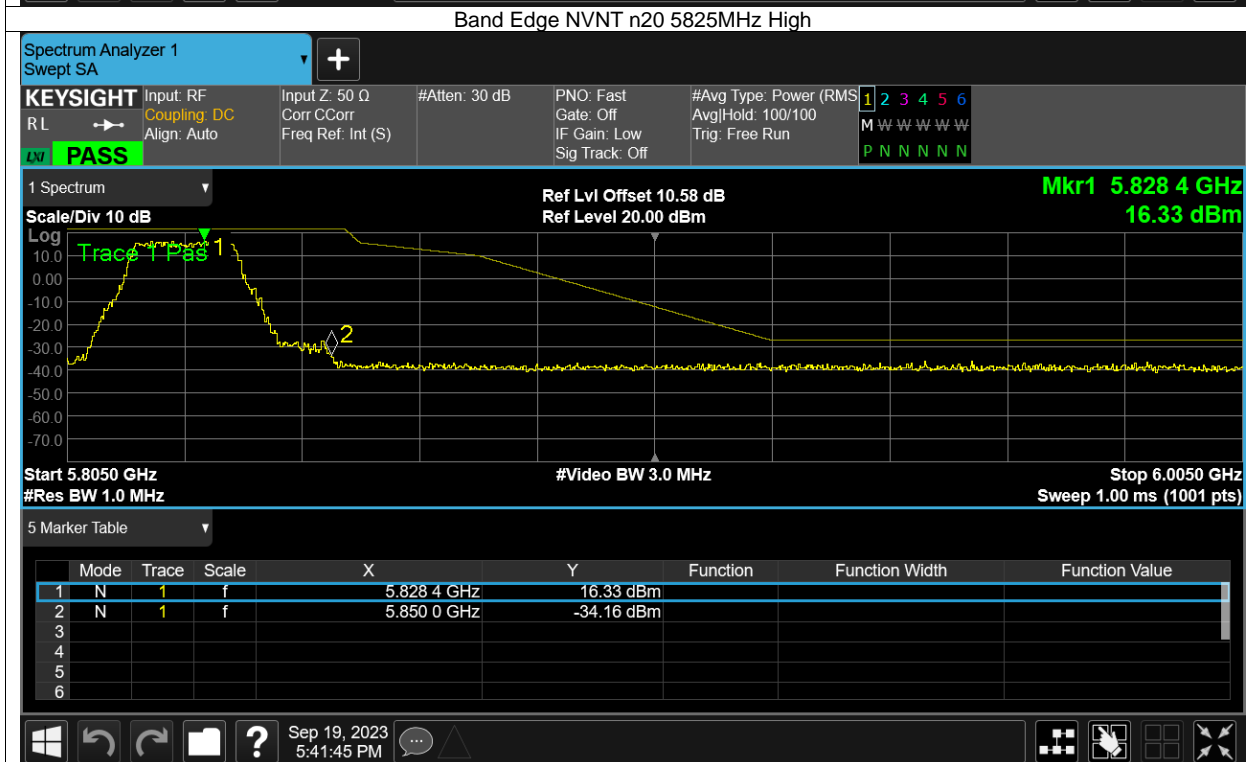 Band Edge NVNT n20 5825MHz High
Spectrum Analyzer 1
Swept SA
+
KEYSIGHT Input: RF Input Z: 50 Ω #Atten: 30 dB PNO: Fast #Avg Type: Power (RMS 1 2 3 4 5 6
RL Coupling: DC Corr CCorr Gate: Off Avg|Hold: 100/100 M W W W W W
Align: Auto Freq Ref: Int (S) IF Gain: Low Trig: Free Run
LXI PASS Sig Track: Off P N N N N N
1 Spectrum Ref Lvl Offset 10.58 dB Mkr1 5.828 4 GHz
Scale/Div 10 dB Ref Level 20.00 dBm 16.33 dBm
Log
Trace 1 Pas 1
10.0
0.00
-10.0
-20.0
2
-30.0
-40.0
-50.0
-60.0
-70.0
Start 5.8050 GHz #Video BW 3.0 MHz Stop 6.0050 GHz
#Res BW 1.0 MHz Sweep 1.00 ms (1001 pts)
5 Marker Table
Mode Trace Scale X Y Function Function Width Function Value
1 N 1 f 5.828 4 GHz 16.33 dBm
2 N 1 f 5.850 0 GHz -34.16 dBm
3
4
5
6
? Sep 19, 2023
5:41:45 PM